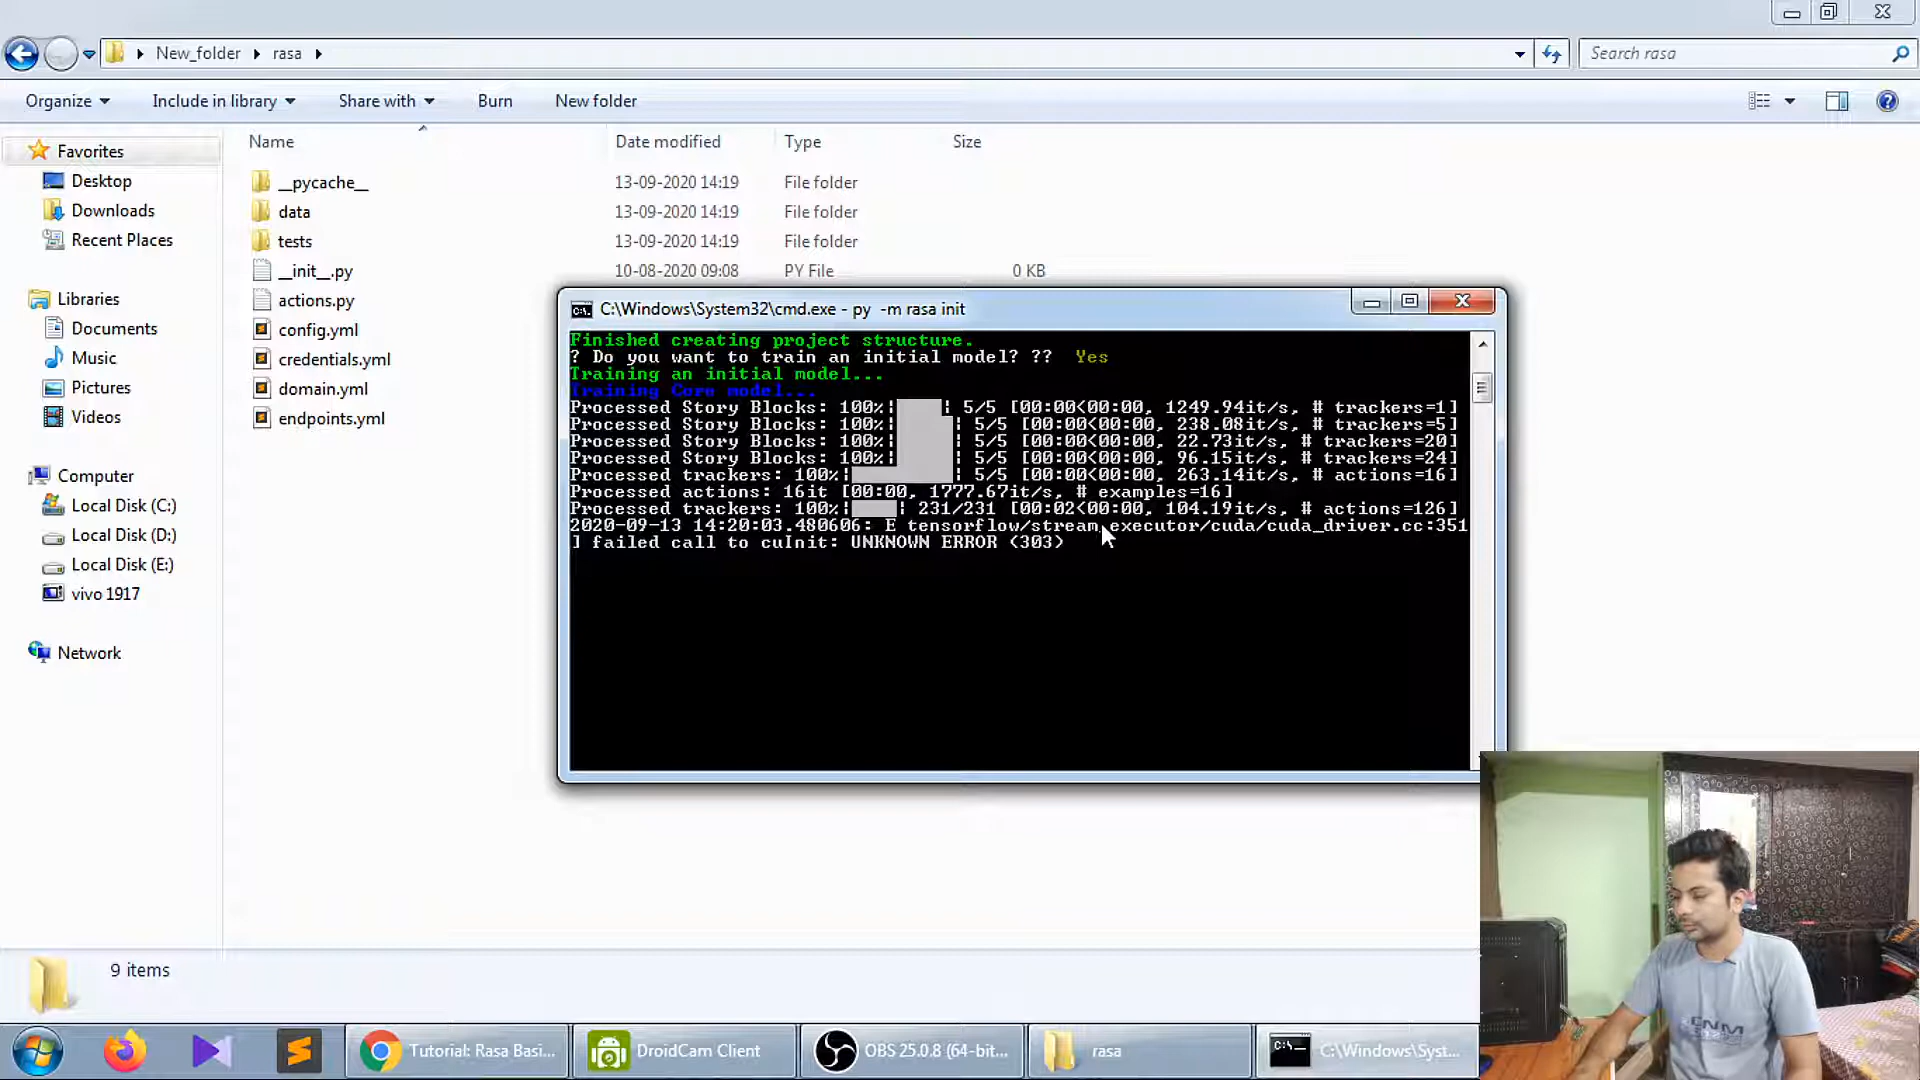 New_folder
rasa
Search rasa
Organize
Include in library
Share with
Burn
New folder
Name
Date modified
Type
Size
Favorites
Desktop
Downloads
Recent Places
Libraries
Documents
Music
Pictures
Videos
Computer
Local Disk (C:)
Local Disk (D:)
Local Disk (E:)
vivo 1917
Network
__pycache__ 13-09-2020 14:19 File folder
data 13-09-2020 14:19 File folder
tests 13-09-2020 14:19 File folder
__init__.py 10-08-2020 09:08 PY File 0 KB
actions.py
config.yml
credentials.yml
domain.yml
endpoints.yml
C:\Windows\System32\cmd.exe - py -m rasa init
Finished creating project structure.
? Do you want to train an initial model? ?? Yes
Training an initial model...
Training Core model...
Processed Story Blocks: 100%¦ ¦ 5/5 [00:00<00:00, 1249.94it/s, # trackers=1]
Processed Story Blocks: 100%¦ ¦ 5/5 [00:00<00:00, 238.08it/s, # trackers=5]
Processed Story Blocks: 100%¦ ¦ 5/5 [00:00<00:00, 22.73it/s, # trackers=20]
Processed Story Blocks: 100%¦ ¦ 5/5 [00:00<00:00, 96.15it/s, # trackers=24]
Processed trackers: 100%¦ ¦ 5/5 [00:00<00:00, 263.14it/s, # actions=16]
Processed actions: 16it [00:00, 1777.67it/s, # examples=16]
Processed trackers: 100%¦ ¦ 231/231 [00:02<00:00, 104.19it/s, # actions=126]
2020-09-13 14:20:03.480606: E tensorflow/stream_executor/cuda/cuda_driver.cc:351
] failed call to cuInit: UNKNOWN ERROR (303)
9 items
Tutorial: Rasa Basi...
DroidCam Client
OBS 25.0.8 (64-bit...
rasa
C:\Windows\Syst...